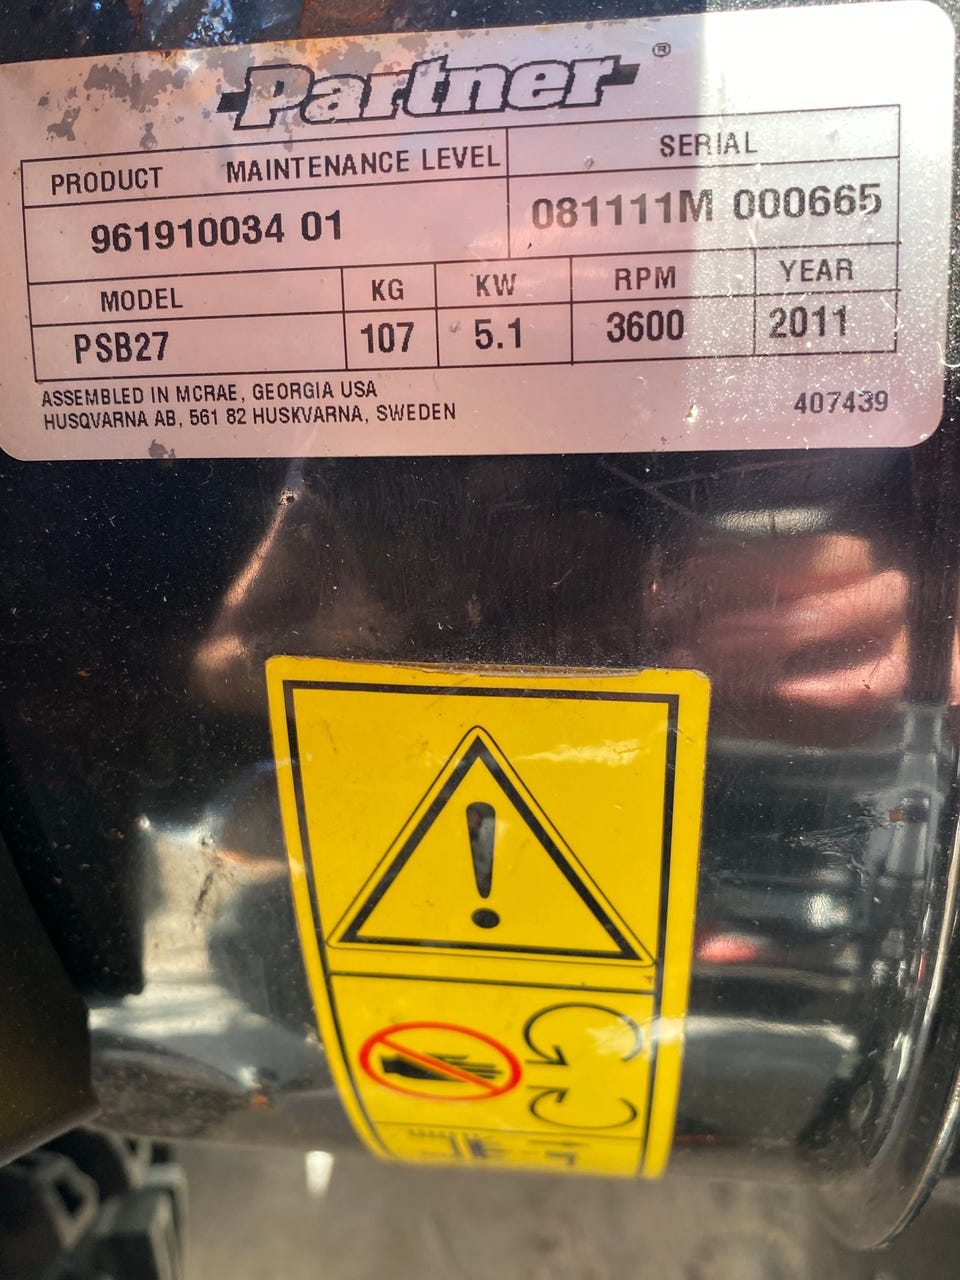 Partner ®
PRODUCT MAINTENANCE LEVEL SERIAL
961910034 01 081111M 000665
MODEL KG KW RPM YEAR
PSB27 107 5.1 3600 2011
ASSEMBLED IN MCRAE, GEORGIA USA
HUSQVARNA AB, 561 82 HUSKVARNA, SWEDEN
407439